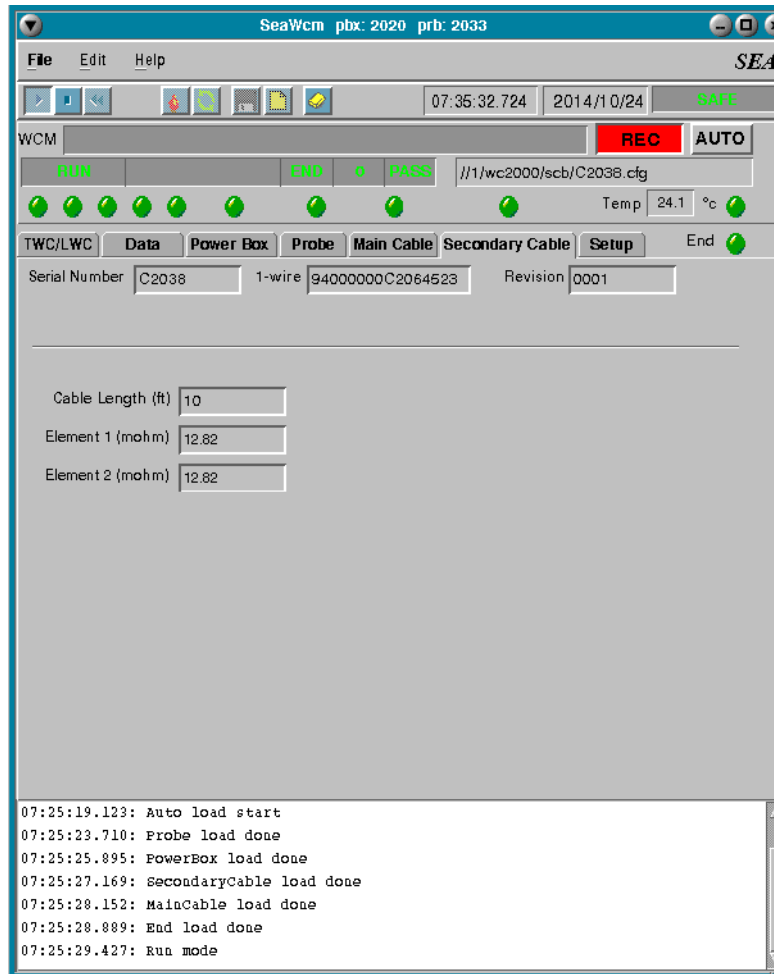 SeaWcm pbx: 2020 prb: 2033
File Edit Help SEA
07:35:32.724 2014/10/24 SAFE
WCM REC AUTO
RUN END 0 PASS //1/wc2000/scb/C2038.cfg
Temp 24.1 °c
TWC/LWC Data Power Box Probe Main Cable Secondary Cable Setup End
Serial Number C2038 1-wire 94000000C2064523 Revision 0001
Cable Length (ft) 10
Element 1 (mohm) 12.82
Element 2 (mohm) 12.82
07:25:19.123: Auto load start
07:25:23.710: Probe load done
07:25:25.895: PowerBox load done
07:25:27.169: SecondaryCable load done
07:25:28.152: MainCable load done
07:25:28.889: End load done
07:25:29.427: Run mode